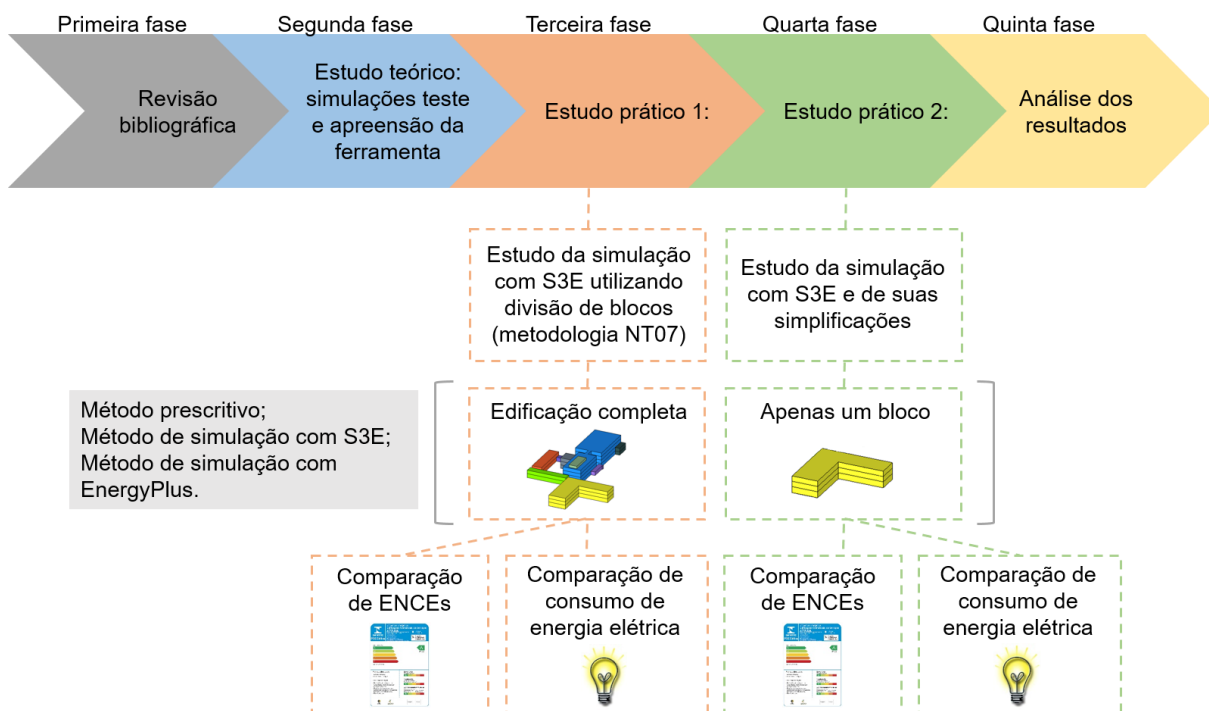 Primeira fase
Segunda fase
Terceira fase
Quarta fase
Quinta fase
Revisão
bibliográfica
Estudo teórico:
simulações teste
e apreensão da
ferramenta
Estudo prático 1:
Estudo prático 2:
Análise dos
resultados
Estudo da simulação
com S3E utilizando
divisão de blocos
(metodologia NT07)
Estudo da simulação
com S3E e de suas
simplificações
Método prescritivo;
Método de simulação com S3E;
Método de simulação com
EnergyPlus.
Edificação completa
Apenas um bloco
Comparação
de ENCEs
Comparação de
consumo de
energia elétrica
Comparação
de ENCEs
Comparação de
consumo de
energia elétrica